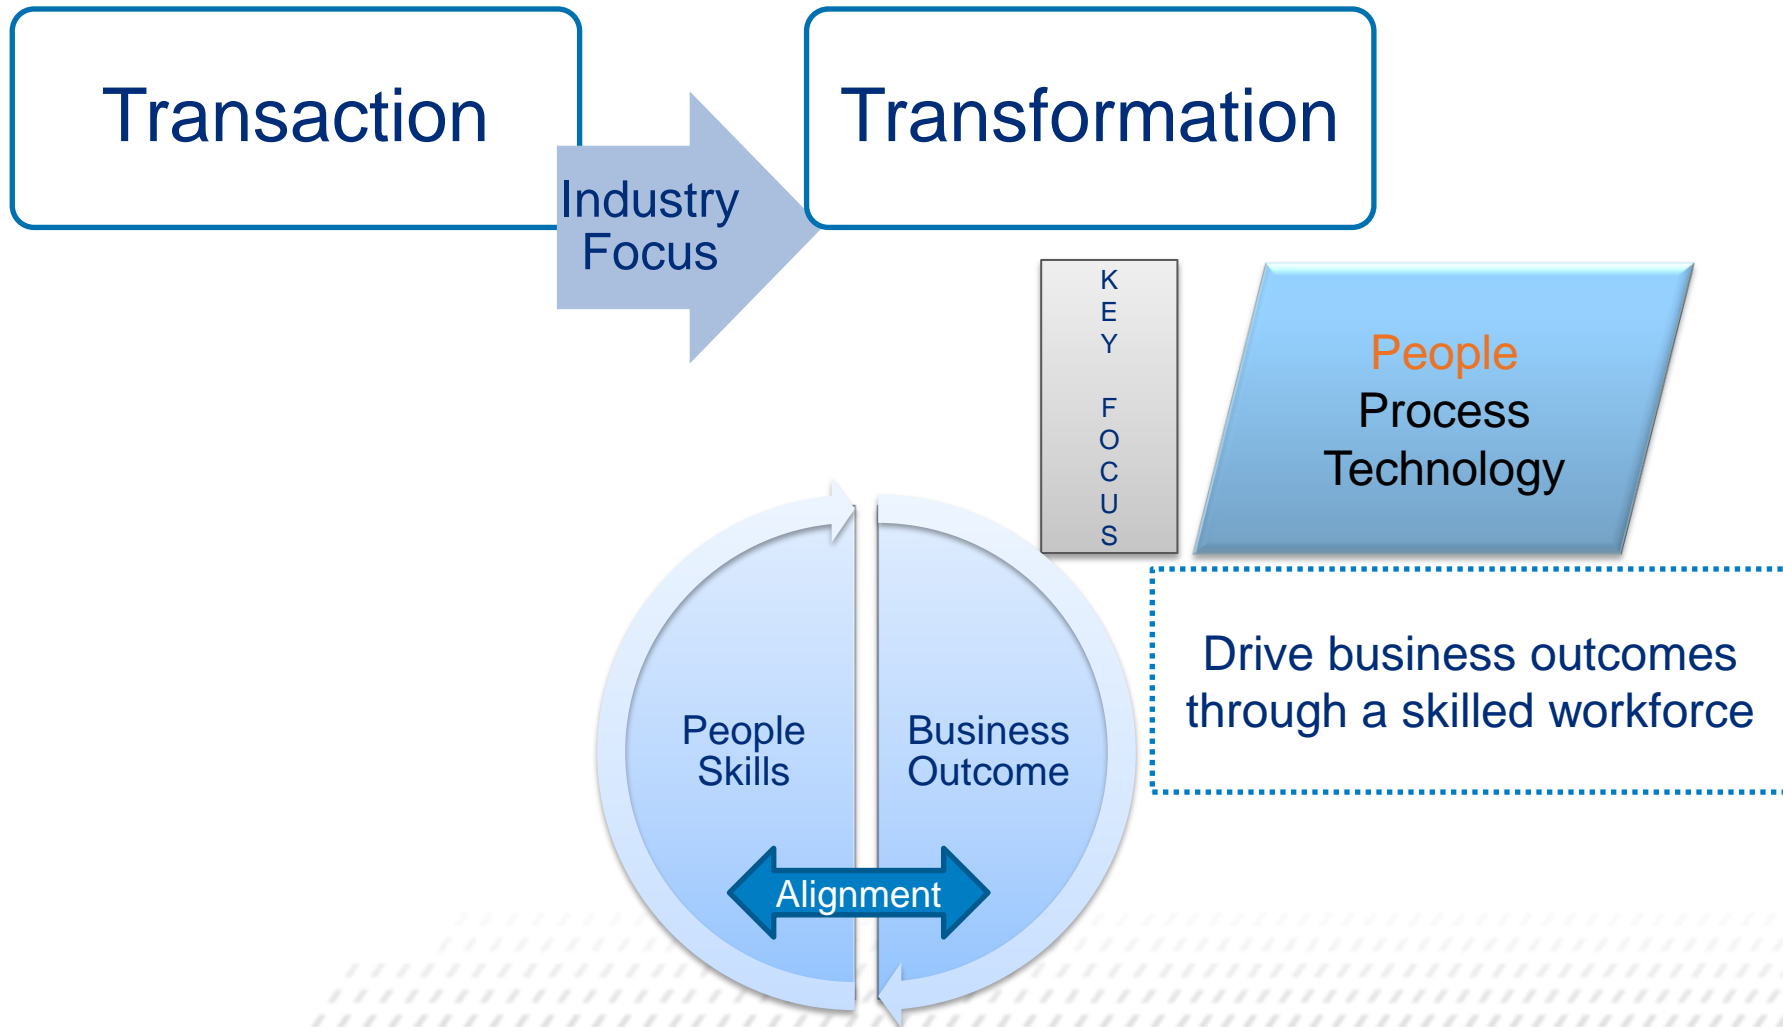 Transaction
Industry
Focus
Transformation
K
E
Y
F
O
C
U
S
People
Process
Technology
People
Skills
Business
Outcome
Alignment
Drive business outcomes
through a skilled workforce